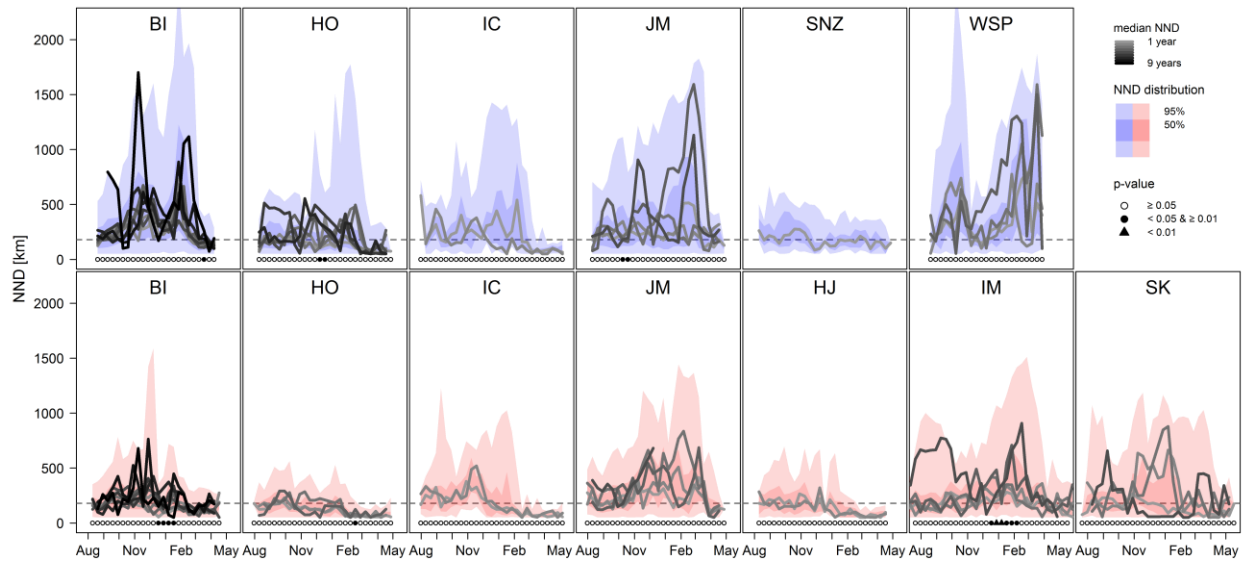 BI HO IC JM SNZ WSP
2000
1500
1000
500
0
median NND
1 year
9 years
NND distribution
95%
50%
p-value
≥ 0.05
< 0.05 & ≥ 0.01
< 0.01
NND [km]
BI HO IC JM HJ IM SK
2000
1500
1000
500
0
Aug Nov Feb May Aug Nov Feb May Aug Nov Feb May Aug Nov Feb May Aug Nov Feb May Aug Nov Feb May Aug Nov Feb May